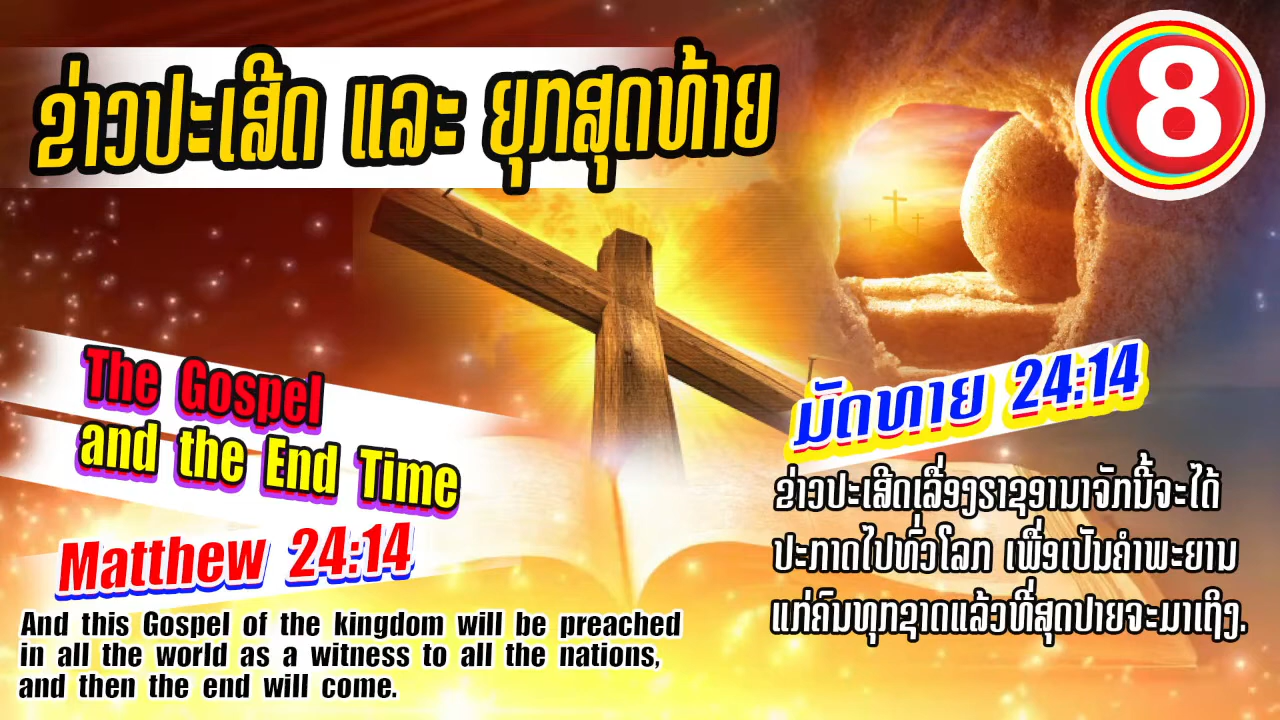 ຂ່າວປະເສີດ ແລະ ຍຸກສຸດທ້າຍ
8
The Gospel
and the End Time
Matthew 24:14
And this Gospel of the kingdom will be preached
in all the world as a witness to all the nations,
and then the end will come.
ມັດທາຍ 24:14
ຂ່າວປະເສີດເລື່ອງຣາຊອານາຈັກນີ້ຈະໄດ້
ປະກາດໄປທົ່ວໂລກ ເພື່ອເປັນຄຳພະຍານ
ແກ່ຄົນທຸກຊາດແລ້ວທີ່ສຸດປາຍຈະມາເຖິງ.